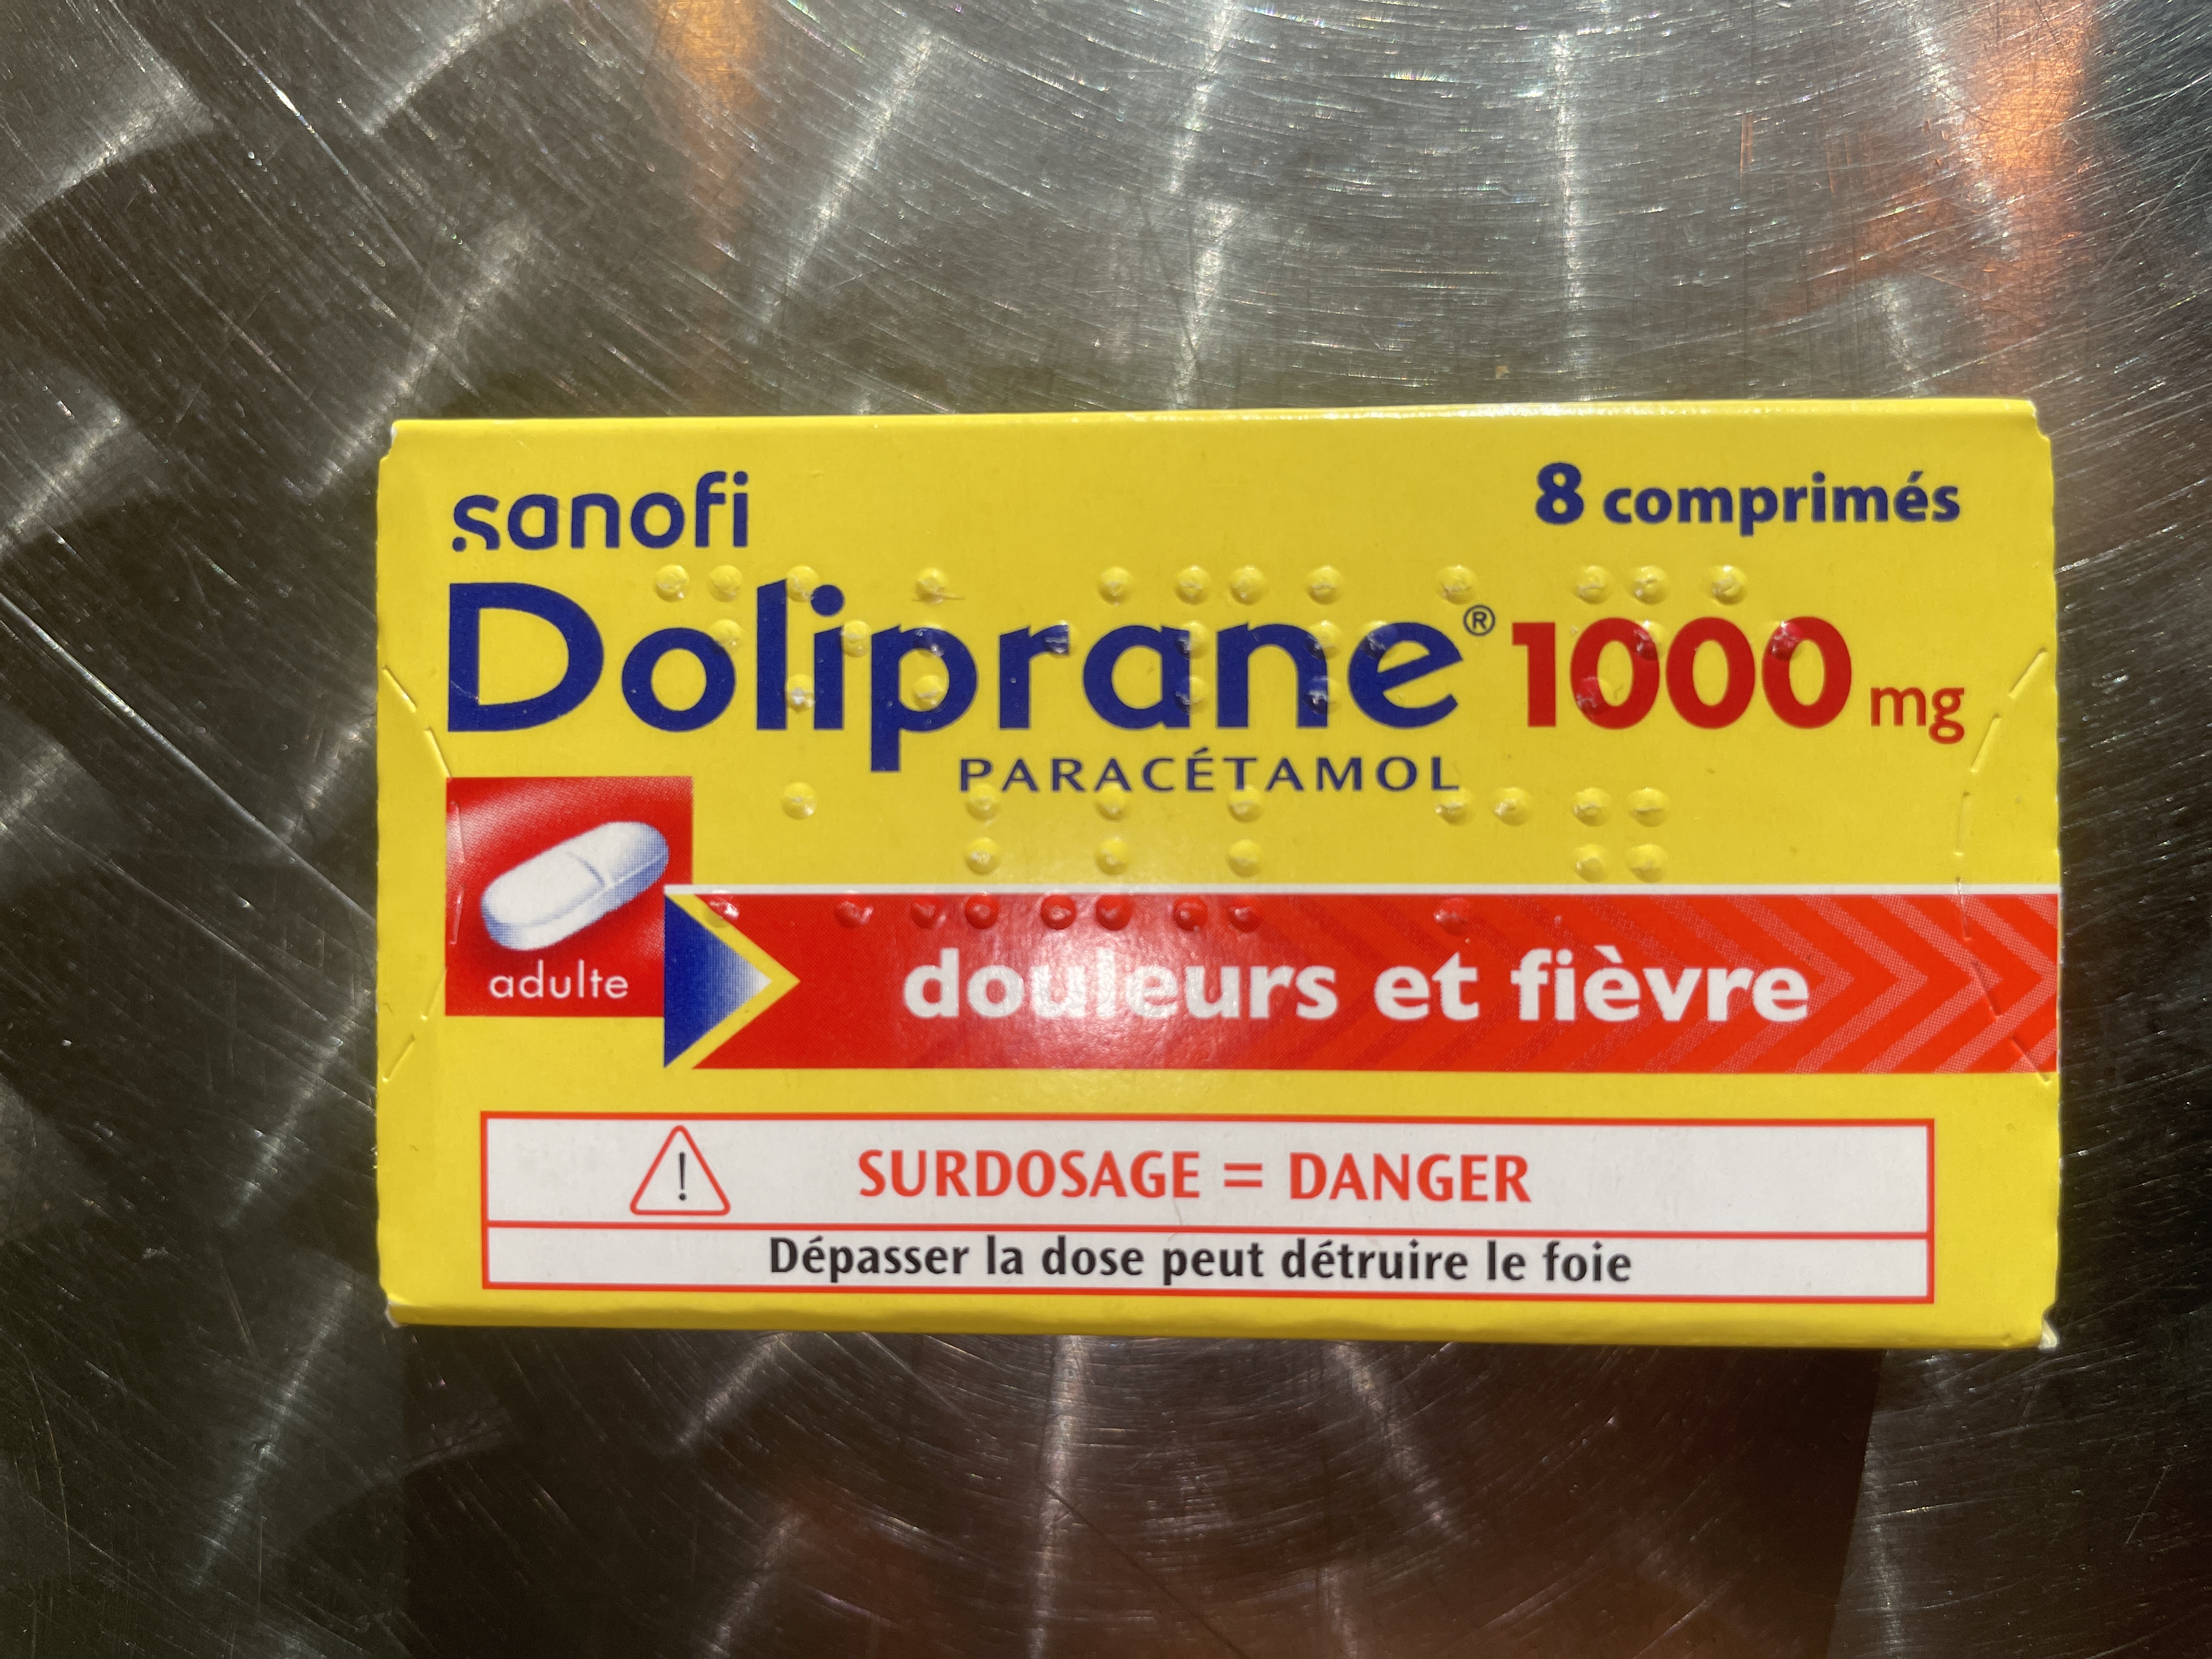 sanofi
8 comprimés
Doliprane® 1000 mg
PARACÉTAMOL
adulte
douleurs et fièvre
! SURDOSAGE = DANGER
Dépasser la dose peut détruire le foie